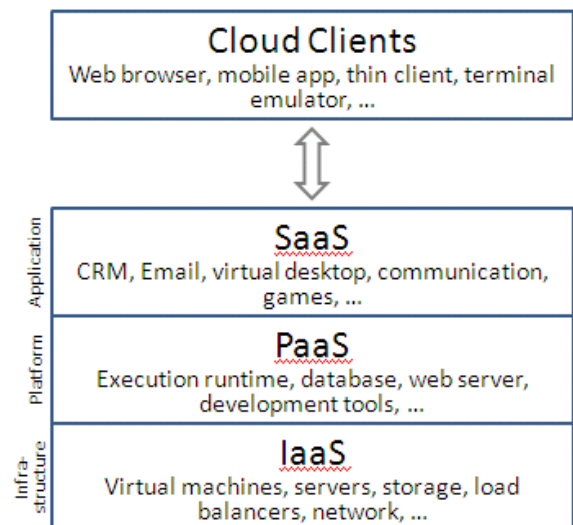 Cloud Clients
Web browser, mobile app, thin client, terminal
emulator, ...
Application
SaaS
CRM, Email, virtual desktop, communication,
games, ...
Platform
PaaS
Execution runtime, database, web server,
development tools, ...
Infra-
structure
IaaS
Virtual machines, servers, storage, load
balancers, network, ...